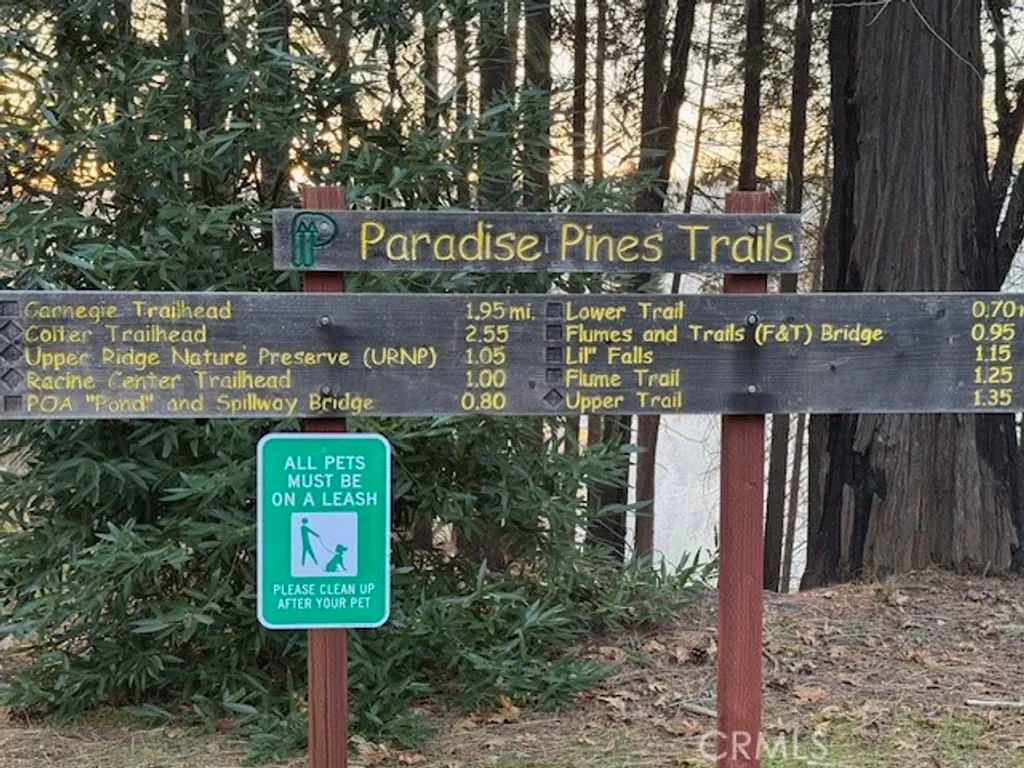 Paradise Pines Trails
Carnegie Trailhead 1.95 mi.
Colter Trailhead 2.55
Upper Ridge Nature Preserve (URNP) 1.05
Racine Center Trailhead 1.00
POA "Pond" and Spillway Bridge 0.80
Lower Trail 0.70
Flumes and Trails (F&T) Bridge 0.95
Lil" Falls 1.15
Flume Trail 1.25
Upper Trail 1.35
ALL PETS
MUST BE
ON A LEASH
PLEASE CLEAN UP
AFTER YOUR PET
CRMLS